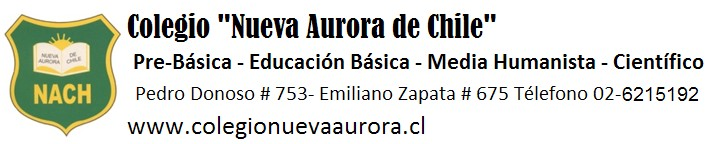 NUEVA AURORA DE CHILE
NACH
Colegio "Nueva Aurora de Chile"
Pre-Básica - Educación Básica - Media Humanista - Científico
Pedro Donoso # 753- Emiliano Zapata # 675 Télefono 02-6215192
www.colegionuevaaurora.cl